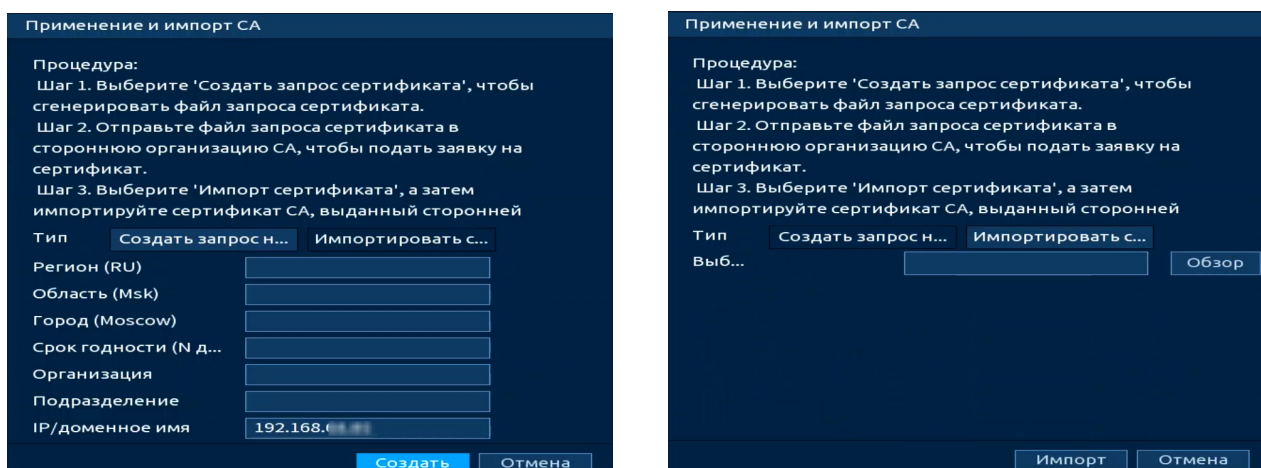 Применение и импорт CA
Процедура:
Шаг 1. Выберите 'Создать запрос сертификата', чтобы
сгенерировать файл запроса сертификата.
Шаг 2. Отправьте файл запроса сертификата в
стороннюю организацию CA, чтобы подать заявку на
сертификат.
Шаг 3. Выберите 'Импорт сертификата', а затем
импортируйте сертификат CA, выданный сторонней
Тип Создать запрос н... Импортировать с...
Регион (RU)
Область (Msk)
Город (Moscow)
Срок годности (N д...
Организация
Подразделение
IP/доменное имя 192.168.
Создать Отмена
Применение и импорт CA
Процедура:
Шаг 1. Выберите 'Создать запрос сертификата', чтобы
сгенерировать файл запроса сертификата.
Шаг 2. Отправьте файл запроса сертификата в
стороннюю организацию CA, чтобы подать заявку на
сертификат.
Шаг 3. Выберите 'Импорт сертификата', а затем
импортируйте сертификат CA, выданный сторонней
Тип Создать запрос н... Импортировать с...
Выб... Обзор
Импорт Отмена